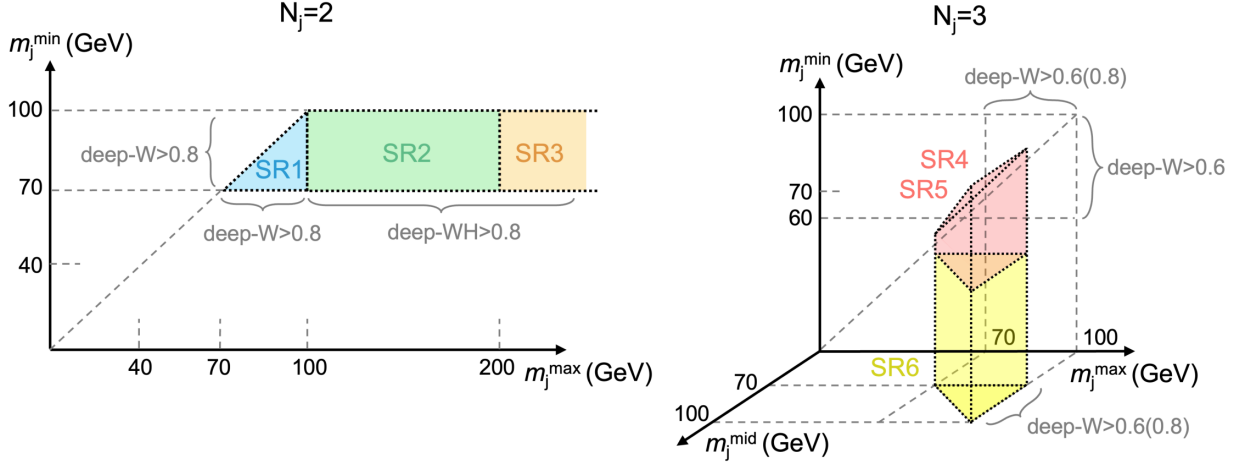 N_j=2
m_j^min (GeV)
100
deep-W>0.8
SR1
SR2
SR3
70
deep-W>0.8
deep-WH>0.8
40
40
70
100
200
m_j^max (GeV)
N_j=3
m_j^min (GeV)
deep-W>0.6(0.8)
100
SR4
deep-W>0.6
70
SR5
60
70
100
SR6
m_j^max (GeV)
70
100
deep-W>0.6(0.8)
m_j^mid (GeV)